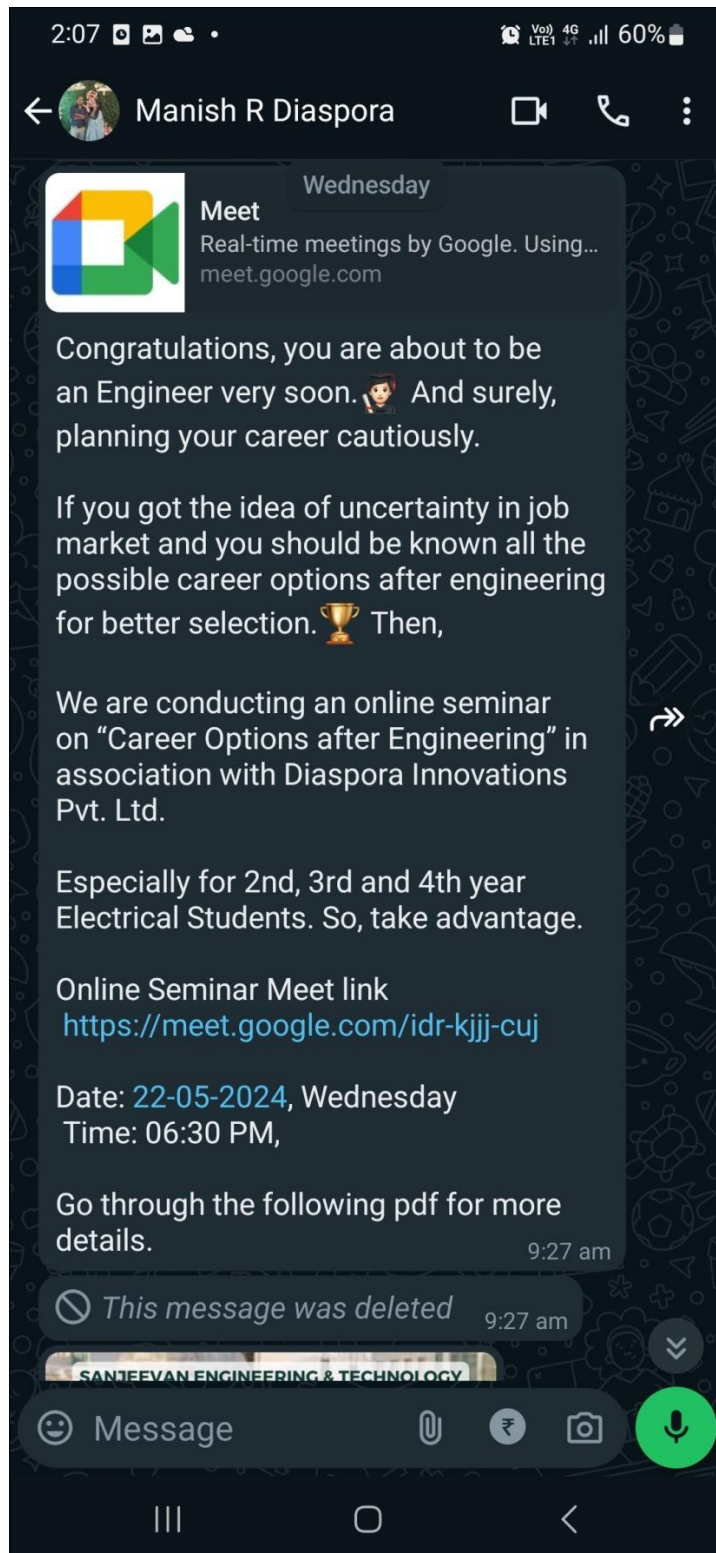 2:07
Vo)) 4G 60%
LTE1
Manish R Diaspora
Wednesday
Meet
Real-time meetings by Google. Using...
meet.google.com
Congratulations, you are about to be
an Engineer very soon. And surely,
planning your career cautiously.
If you got the idea of uncertainty in job
market and you should be known all the
possible career options after engineering
for better selection. Then,
We are conducting an online seminar
on “Career Options after Engineering” in
association with Diaspora Innovations
Pvt. Ltd.
Especially for 2nd, 3rd and 4th year
Electrical Students. So, take advantage.
Online Seminar Meet link
https://meet.google.com/idr-kjjj-cuj
Date: 22-05-2024, Wednesday
Time: 06:30 PM,
Go through the following pdf for more
details.
9:27 am
This message was deleted 9:27 am
SANJEEVAN ENGINEERING & TECHNOLOGY
Message ₹